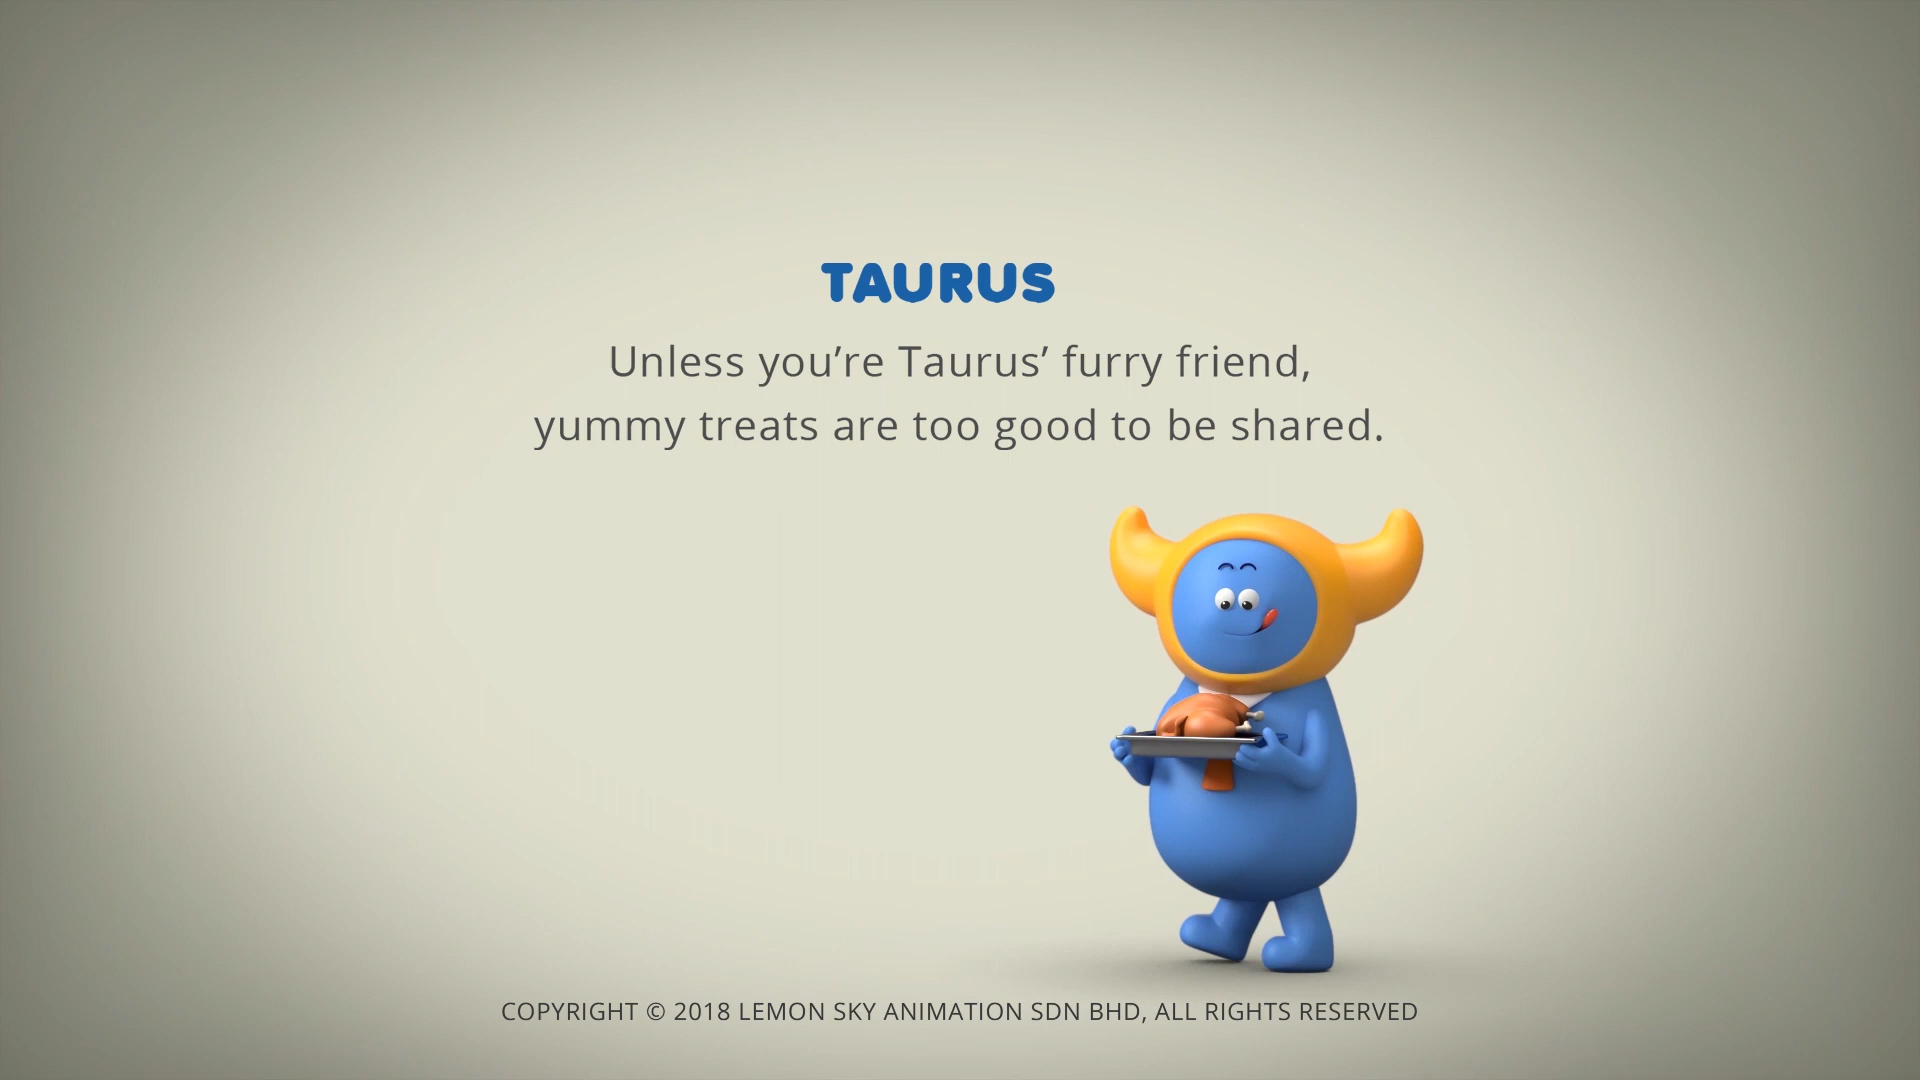 TAURUS
Unless you’re Taurus’ furry friend,
yummy treats are too good to be shared.
COPYRIGHT © 2018 LEMON SKY ANIMATION SDN BHD, ALL RIGHTS RESERVED